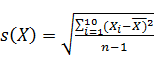 s(X) = √(∑_{i=1}^{10}(X_i − X̅)² / (n−1))